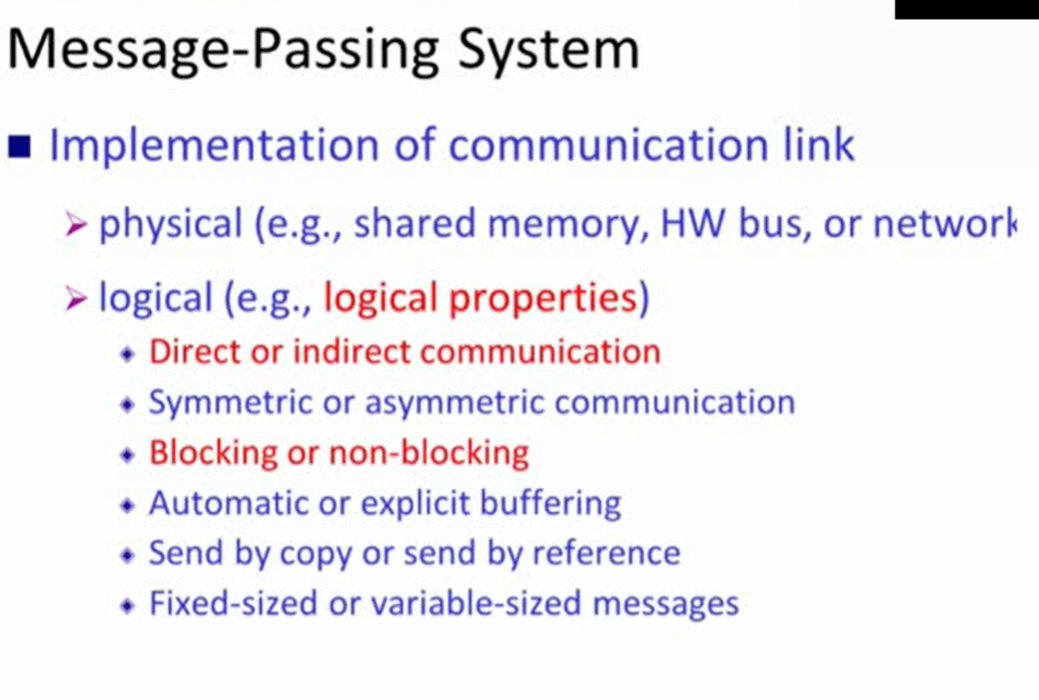 Message-Passing System
Implementation of communication link
physical (e.g., shared memory, HW bus, or network
logical (e.g., logical properties)
Direct or indirect communication
Symmetric or asymmetric communication
Blocking or non-blocking
Automatic or explicit buffering
Send by copy or send by reference
Fixed-sized or variable-sized messages